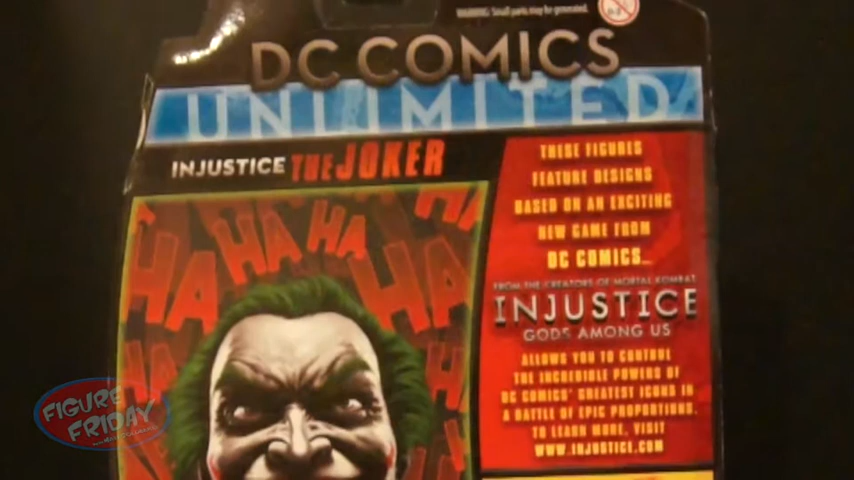 WARNING: Small parts may be generated.
DC COMICS
UNLIMITED
INJUSTICE THE JOKER
THESE FIGURES
FEATURE DESIGNS
BASED ON AN EXCITING
NEW GAME FROM
DC COMICS...
FROM THE CREATORS OF MORTAL KOMBAT
INJUSTICE
GODS AMONG US
ALLOWS YOU TO CONTROL
THE INCREDIBLE POWERS OF
DC COMICS' GREATEST ICONS IN
A BATTLE OF EPIC PROPORTIONS.
TO LEARN MORE, VISIT
WWW.INJUSTICE.COM
HA HA HA HA
HA HA
HA H
FIGURE
FRIDAY